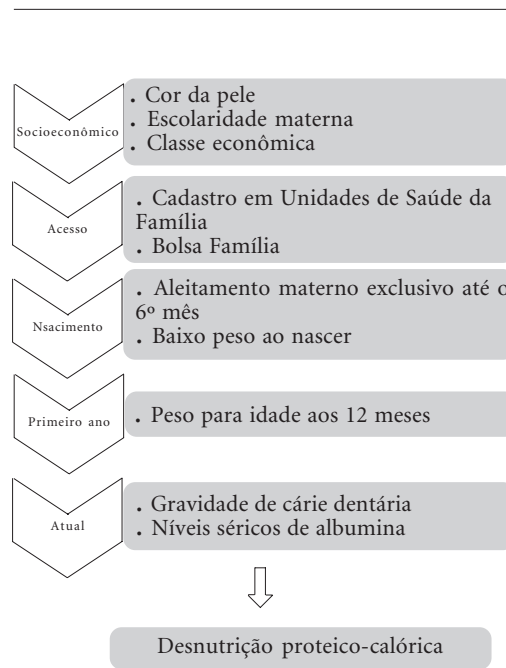 Socioeconômico
. Cor da pele
. Escolaridade materna
. Classe econômica
Acesso
. Cadastro em Unidades de Saúde da
Família
. Bolsa Família
Nsacimento
. Aleitamento materno exclusivo até o
6º mês
. Baixo peso ao nascer
Primeiro ano
. Peso para idade aos 12 meses
Atual
. Gravidade de cárie dentária
. Níveis séricos de albumina
Desnutrição proteico-calórica